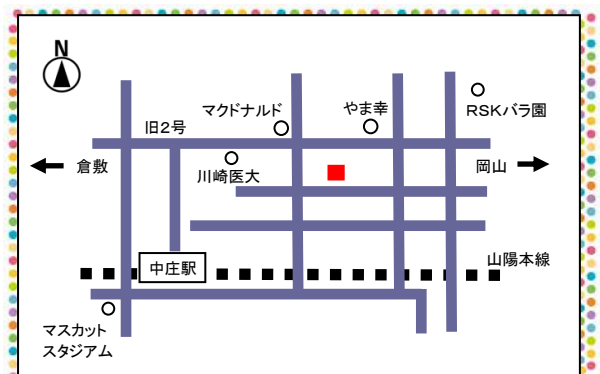 N
マクドナルド
やま幸
RSKバラ園
旧2号
倉敷
川崎医大
岡山
中庄駅
山陽本線
マスカット
スタジアム